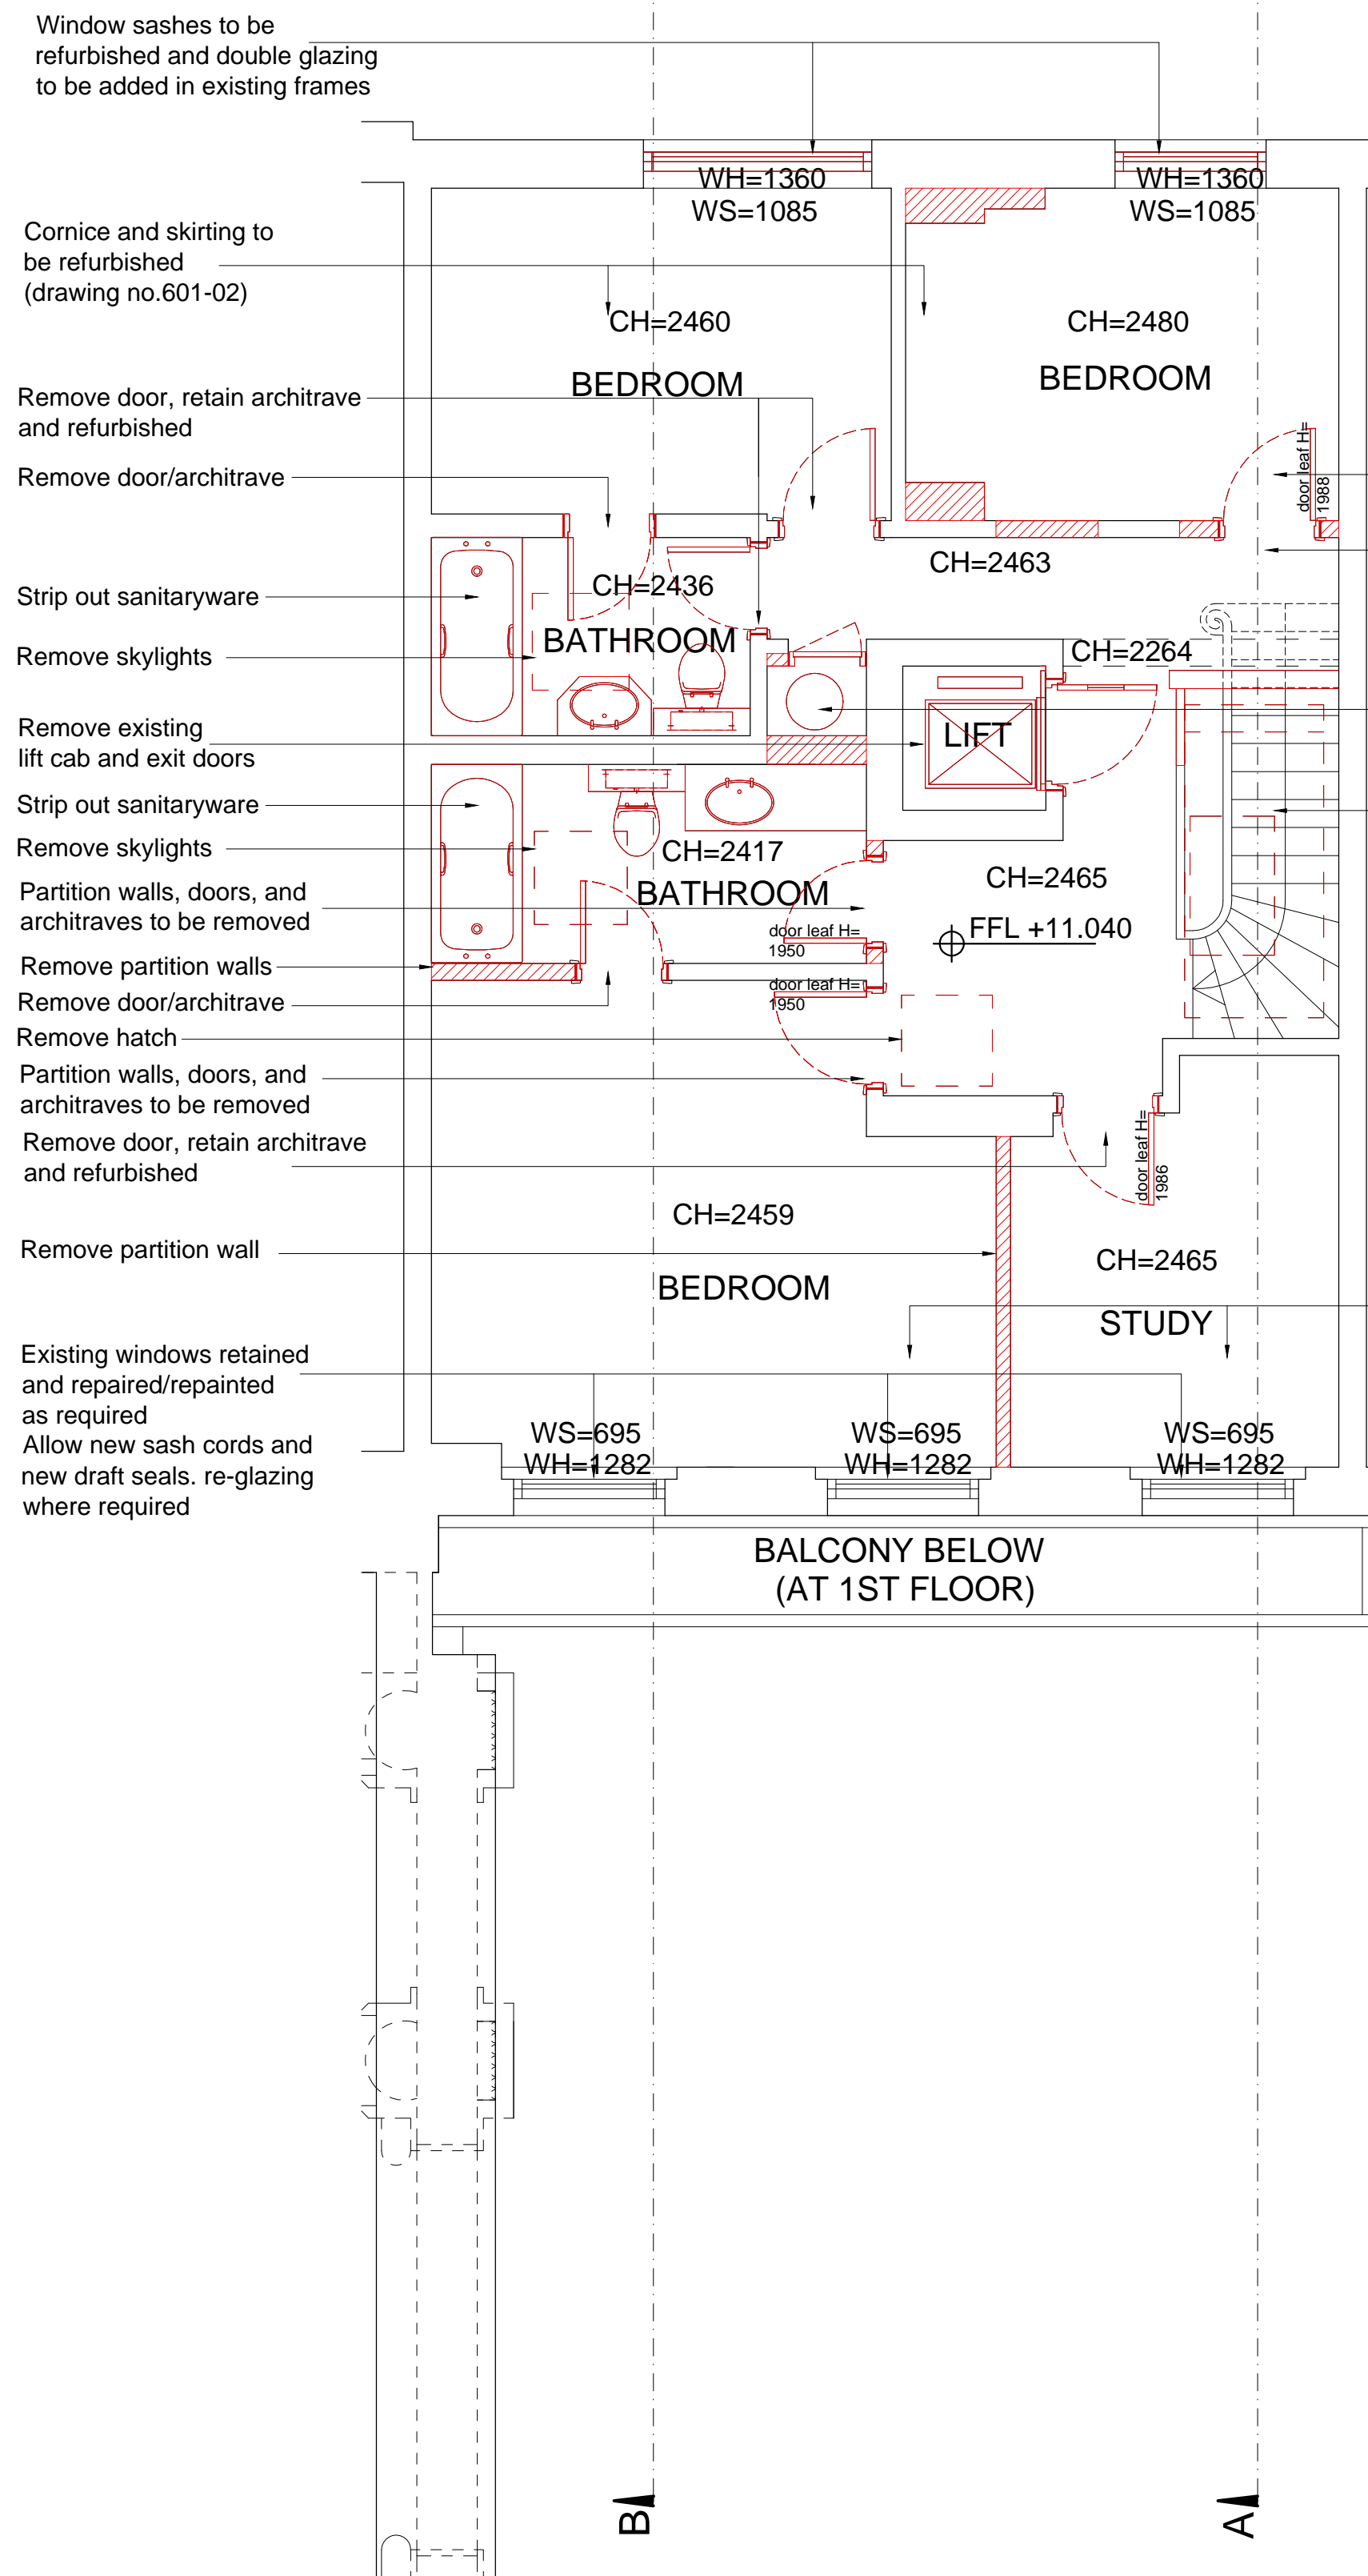 Window sashes to be
refurbished and double glazing
to be added in existing frames
WH=1360
WS=1085
WH=1360
WS=1085
Cornice and skirting to
be refurbished
(drawing no.601-02)
CH=2460
BEDROOM
CH=2480
BEDROOM
Remove door, retain architrave
and refurbished
door leaf H=
1988
Remove door/architrave
CH=2463
CH=2436
BATHROOM
Strip out sanitaryware
Remove skylights
CH=2264
Remove existing
lift cab and exit doors
LIFT
Strip out sanitaryware
Remove skylights
CH=2417
BATHROOM
CH=2465
Partition walls, doors, and
architraves to be removed
door leaf H=
1950
FFL +11.040
Remove partition walls
door leaf H=
1950
Remove door/architrave
Remove hatch
Partition walls, doors, and
architraves to be removed
Remove door, retain architrave
and refurbished
door leaf H=
1986
CH=2459
BEDROOM
Remove partition wall
CH=2465
STUDY
Existing windows retained
and repaired/repainted
as required
Allow new sash cords and
new draft seals. re-glazing
where required
WS=695
WH=1282
WS=695
WH=1282
WS=695
WH=1282
BALCONY BELOW
(AT 1ST FLOOR)
B
A